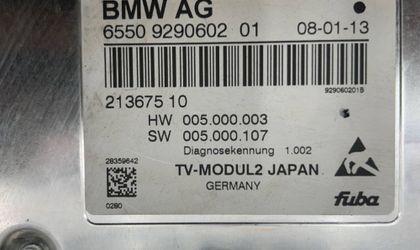 BMW AG
6550 9290602 01 08-01-13
9290602018
213675 10
HW 005.000.003
SW 005.000.107
Diagnosekennung 1.002
28359642
TV-MODUL2 JAPAN
GERMANY
0280
fuba